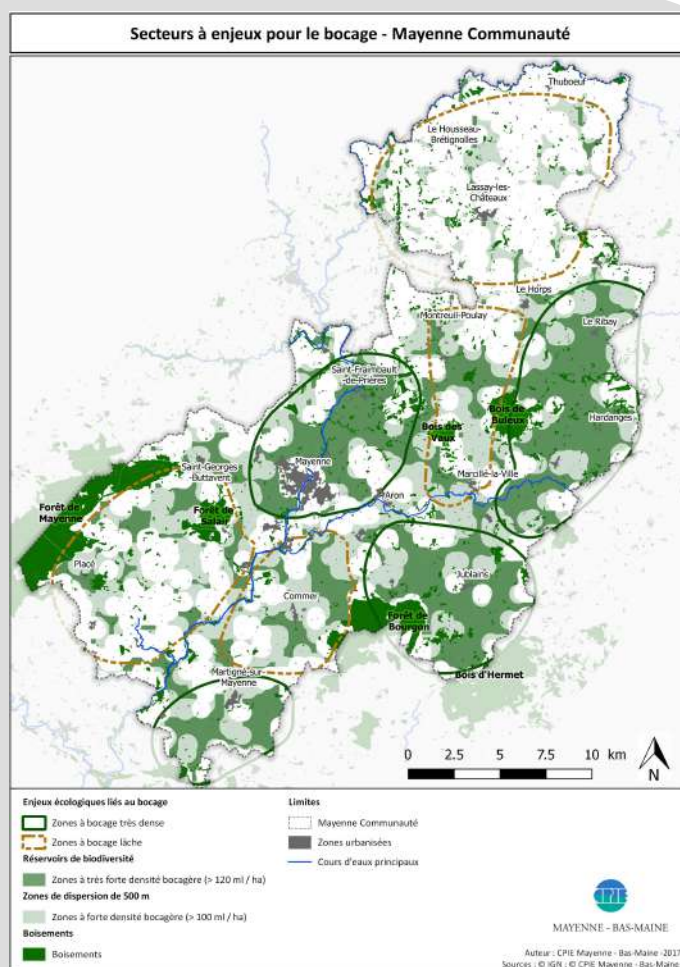 Secteurs à enjeux pour le bocage - Mayenne Communauté
Thuboeuf
Le Housseau-
Brétignolles
Lassay-les-
Châteaux
Le Horps
Montreuil-Poulay
Le Ribay
Saint-Fraimbault
-de-Prières
Bois de
Buleux
Bois des
Vaux
Hardanges
Mayenne
Marcillé-la-Ville
Saint-Georges
-Buttavent
Aron
Forêt de
Mayenne
Forêt de
Salair
Placé
Jublains
Commer
Forêt de
Bourgon
Martigné-sur-
Mayenne
Bois d'Hermet
0 2.5 5 7.5 10 km
N
Enjeux écologiques liés au bocage
Zones à bocage très dense
Zones à bocage lâche
Réservoirs de biodiversité
Zones à très forte densité bocagère (> 120 ml / ha)
Zones de dispersion de 500 m
Zones à forte densité bocagère (> 100 ml / ha)
Boisements
Boisements
Limites
Mayenne Communauté
Zones urbanisées
Cours d'eaux principaux
CPIE
MAYENNE - BAS-MAINE
Auteur : CPIE Mayenne - Bas-Maine -2017
Sources : © IGN ; © CPIE Mayenne - Bas-Maine